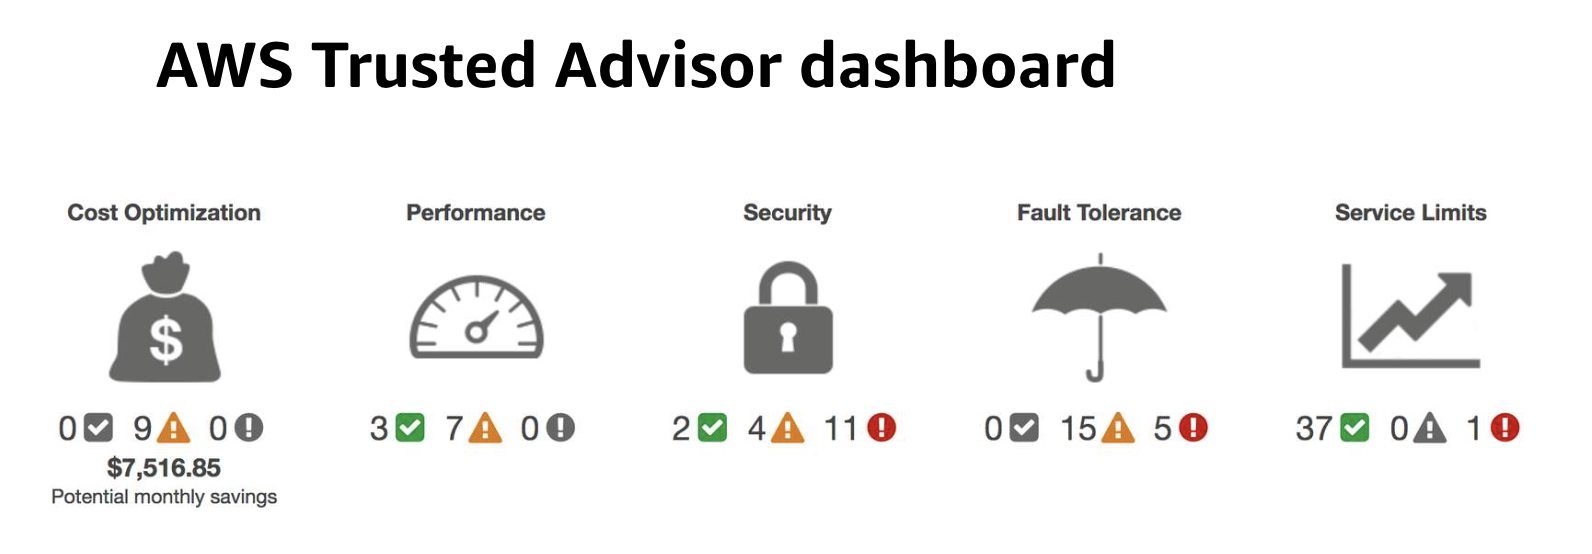 AWS Trusted Advisor dashboard
Cost Optimization
$
0 9 0
$7,516.85
Potential monthly savings
Performance
3 7 0
Security
2 4 11
Fault Tolerance
0 15 5
Service Limits
37 0 1